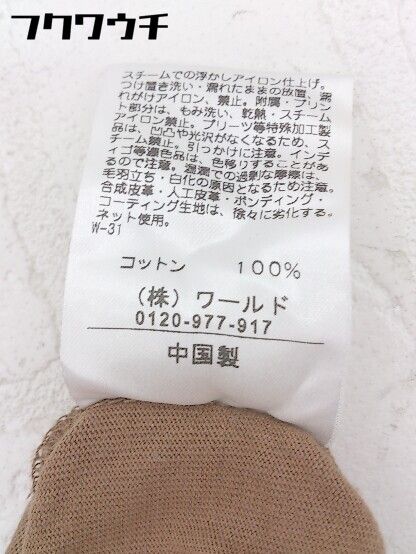 フクウウチ
スチームでの浮かしアイロン仕上げ。
つけ置き洗い・濡れたままの放置、濡
れがけアイロン、禁止。附属・プリン
ト部分は、もみ洗い、乾熱・スチーム
アイロン禁止。プリーツ等特殊加工製
品は、凹凸や光沢がなくなるため、ス
チーム禁止。引っかけに注意。インデ
ィゴ等濃色品は、色移りすることがあ
るので注意。強湿での過剰な摩擦は、
毛羽立ち・白化の原因となるため注意。
合成皮革・人工皮革・ボンディング・
コーティング生地は、徐々に劣化する。
ネット使用。
W-31
コットン 100%
(株) ワールド
0120-977-917
中国製